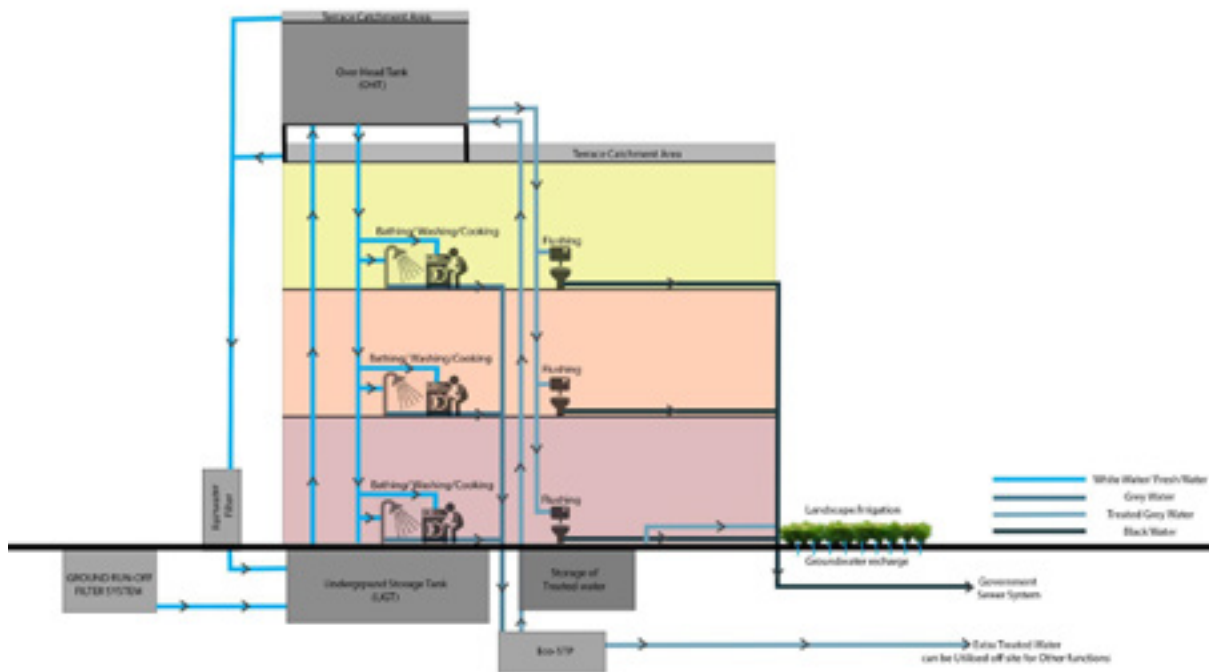 Terrace Catchment Area
Over Head Tank
(OHT)
Terrace Catchment Area
Bathing/ Washing/Cooking
Flushing
Bathing/ Washing/Cooking
Flushing
Bathing/ Washing/Cooking
Flushing
Rainwater
Filter
Landscape/Irrigation
White Water/ Fresh Water
Grey Water
Treated Grey Water
Black Water
Groundwater recharge
GROUND RUN-OFF
FILTER SYSTEM
Underground Storage Tank
(UGT)
Storage of
Treated water
Government
Sewer System
Eco-STP
Extra Treated Water
can be Utilised off site for Other functions